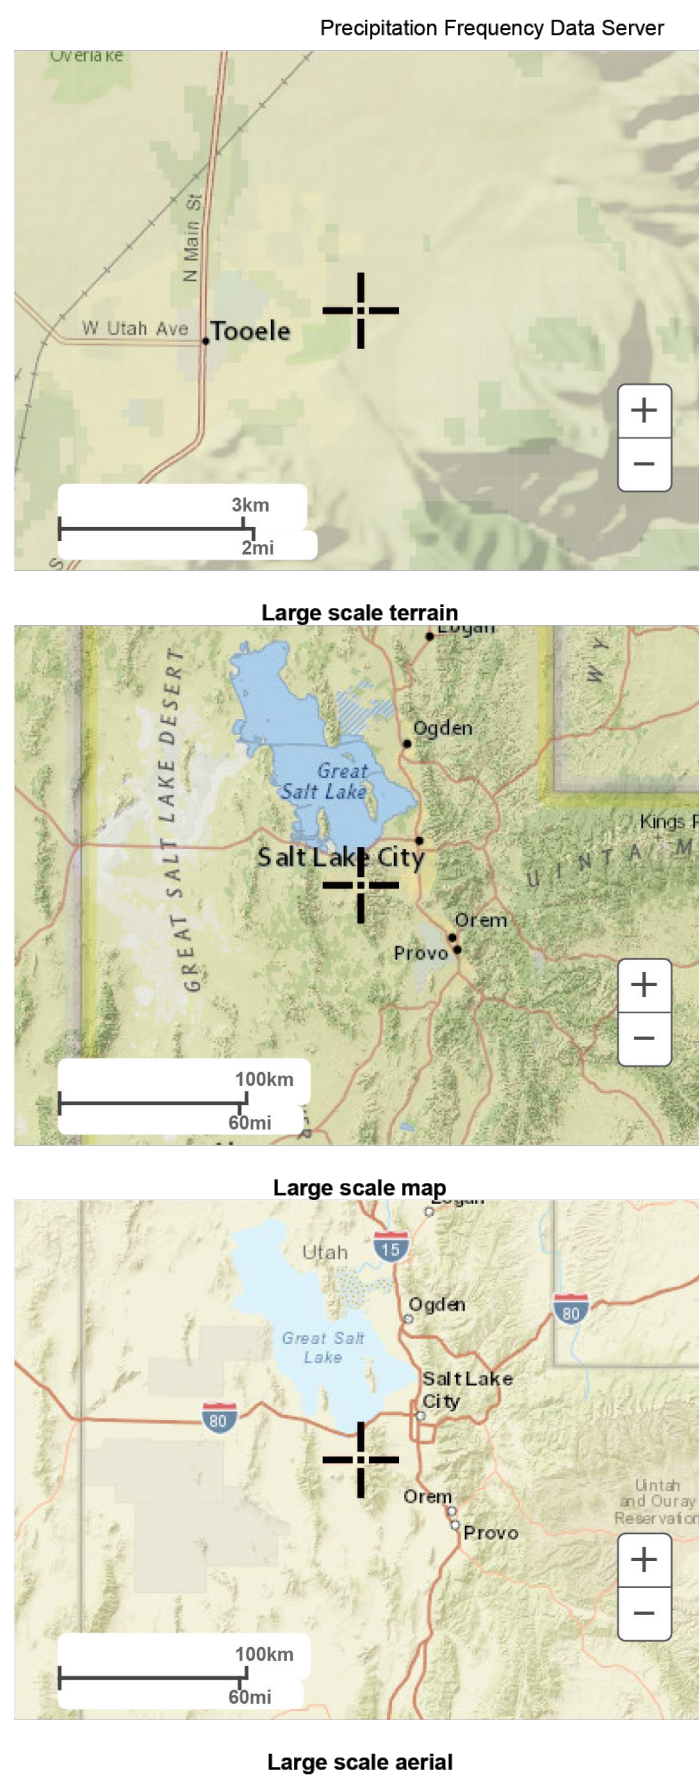 Precipitation Frequency Data Server
Overlake
N Main St
W Utah Ave
Tooele
+
−
3km
2mi
S
Large scale terrain
Logan
W Y
GREAT SALT LAKE DESERT
Ogden
Great
Salt Lake
Kings P
Salt Lake City
UINTA M
Orem
Provo
+
−
100km
60mi
Large scale map
Logan
Utah
15
80
Ogden
Great Salt
Lake
Salt Lake
City
80
Orem
Uintah
and Ouray
Reservation
Provo
+
−
100km
60mi
Large scale aerial